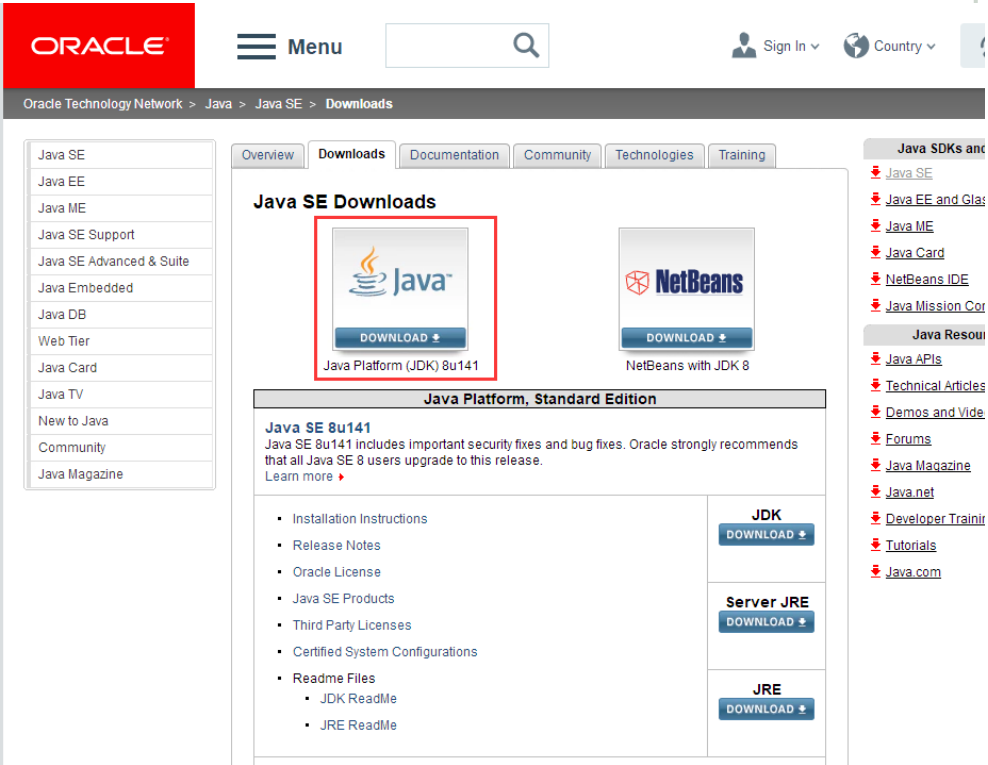 ORACLE
Menu
Sign In
Country
Oracle Technology Network > Java > Java SE > Downloads
Java SE
Java EE
Java ME
Java SE Support
Java SE Advanced & Suite
Java Embedded
Java DB
Web Tier
Java Card
Java TV
New to Java
Community
Java Magazine
Overview
Downloads
Documentation
Community
Technologies
Training
Java SE Downloads
Java
DOWNLOAD
Java Platform (JDK) 8u141
NetBeans
DOWNLOAD
NetBeans with JDK 8
Java Platform, Standard Edition
Java SE 8u141
Java SE 8u141 includes important security fixes and bug fixes. Oracle strongly recommends
that all Java SE 8 users upgrade to this release.
Learn more
Installation Instructions
Release Notes
Oracle License
Java SE Products
Third Party Licenses
Certified System Configurations
Readme Files
JDK ReadMe
JRE ReadMe
JDK
DOWNLOAD
Server JRE
DOWNLOAD
JRE
DOWNLOAD
Java SDKs and
Java SE
Java EE and
Java ME
Java Card
NetBeans IDE
Java Mission
Java
Java APIs
Technical Articles
Demos and
Forums
Java Magazine
Java.net
Developer
Tutorials
Java.com